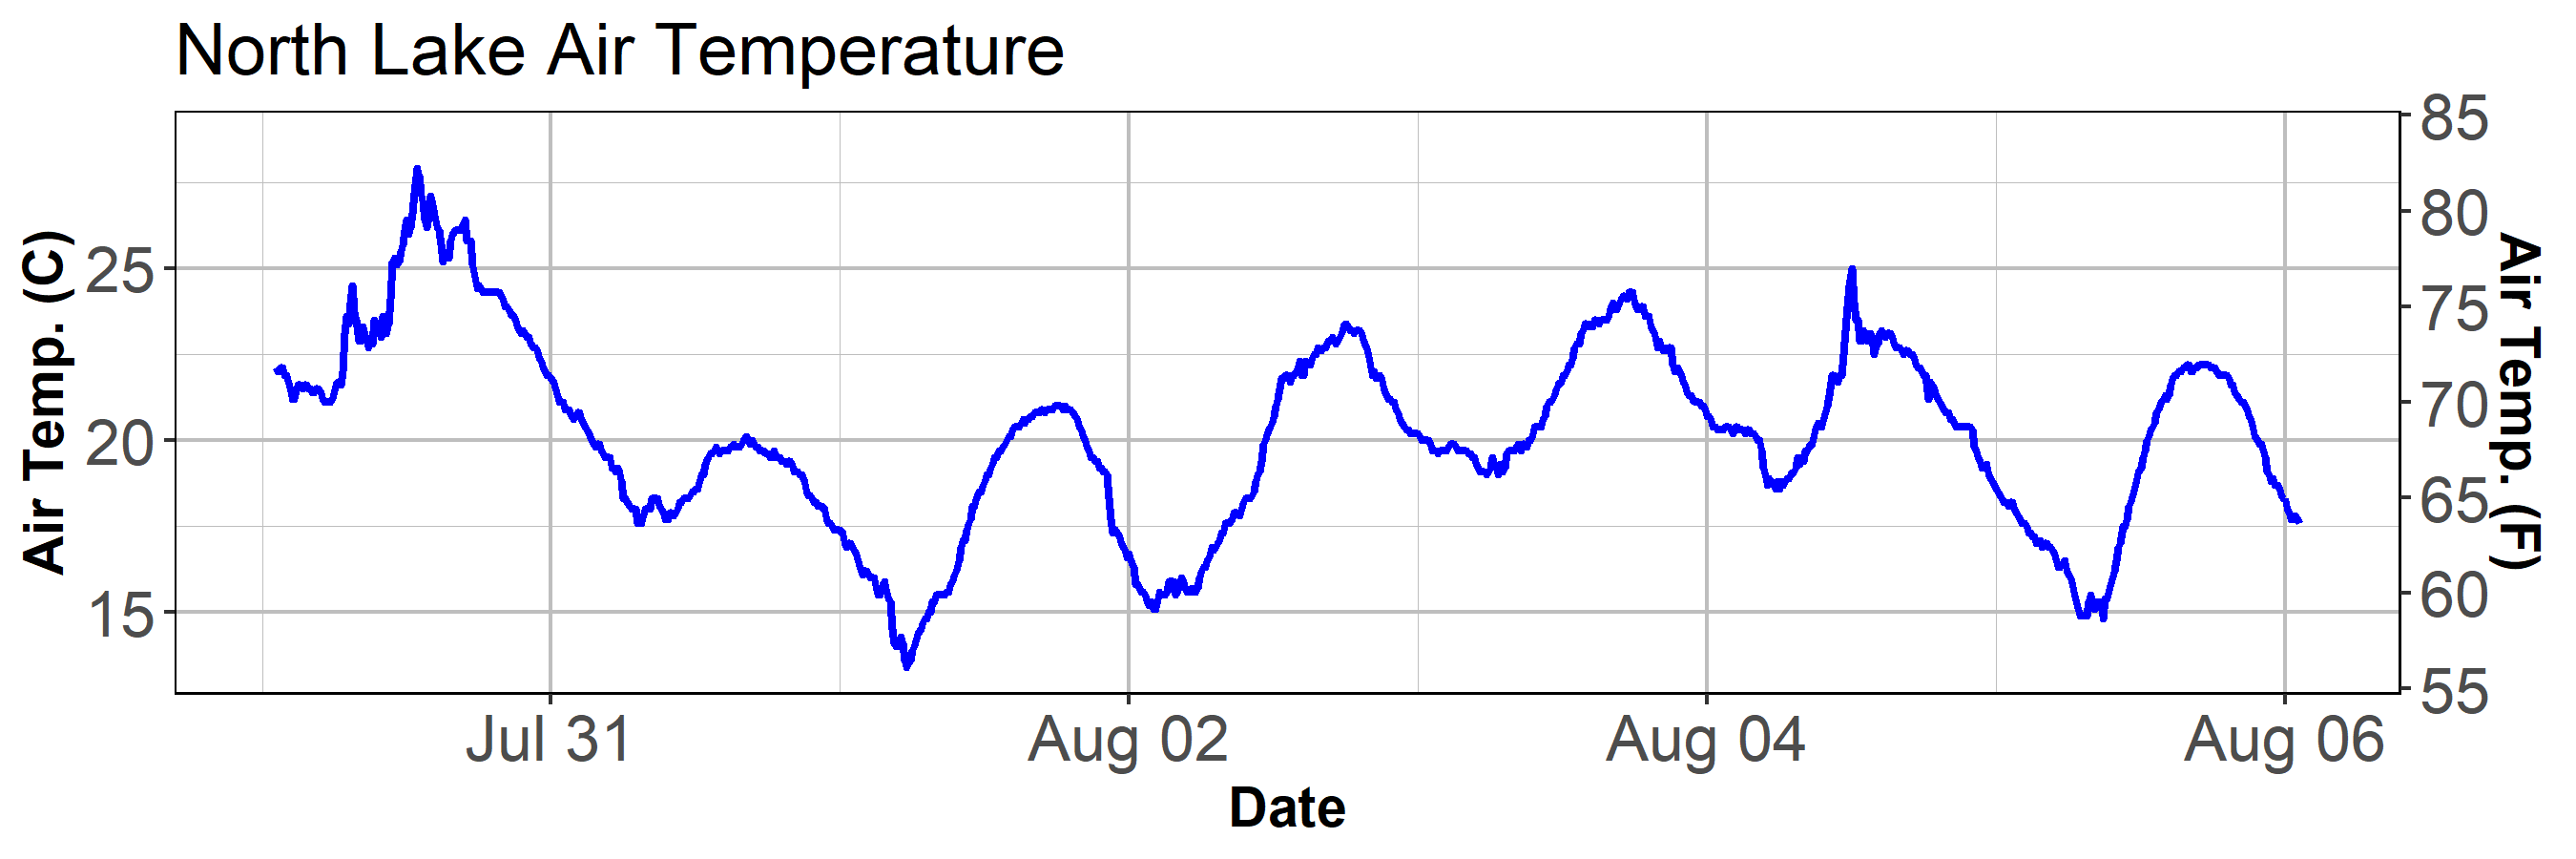 North Lake Air Temperature
Air Temp. (C)
25
20
15
85
80
75
70
65
60
55
Air Temp. (F)
Jul 31
Aug 02
Aug 04
Aug 06
Date